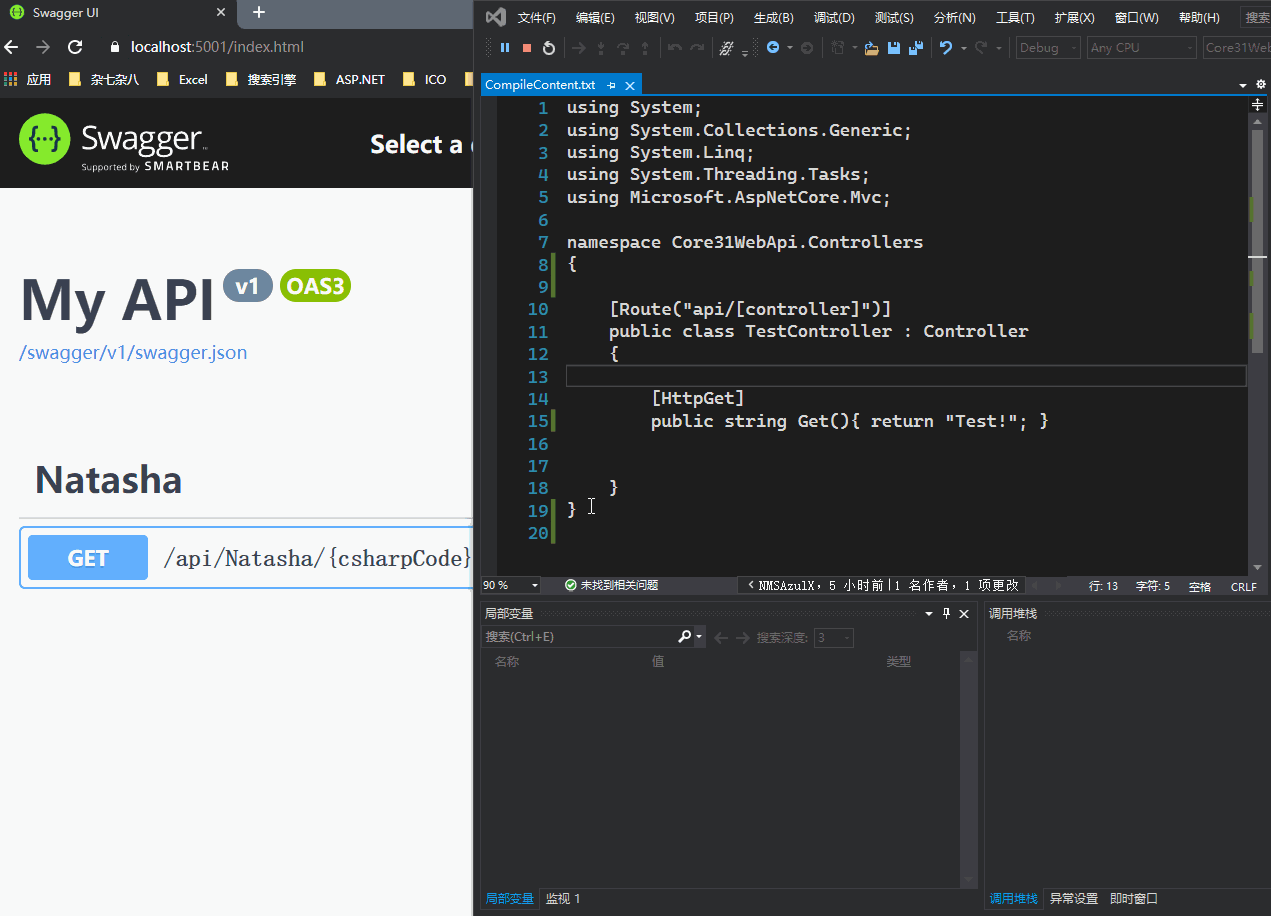 Swagger UI
localhost:5001/index.html
应用 杂七杂八 Excel 搜索引擎 ASP.NET ICO
Swagger
Supported by SMARTBEAR
Select a
My API v1 OAS3
/swagger/v1/swagger.json
Natasha
GET /api/Natasha/{csharpCode}
文件(F) 编辑(E) 视图(V) 项目(P) 生成(B) 调试(D) 测试(S) 分析(N) 工具(T) 扩展(X) 窗口(W) 帮助(H) 搜索
Debug Any CPU Core31Web
CompileContent.txt
1 using System;
2 using System.Collections.Generic;
3 using System.Linq;
4 using System.Threading.Tasks;
5 using Microsoft.AspNetCore.Mvc;
6
7 namespace Core31WebApi.Controllers
8 {
9
10 [Route("api/[controller]")]
11 public class TestController : Controller
12 {
13
14 [HttpGet]
15 public string Get(){ return "Test!"; }
16
17
18 }
19 }
20
90 % 未找到相关问题 NMSAzulX，5 小时前|1 名作者，1 项更改 行: 13 字符: 5 空格 CRLF
局部变量
搜索(Ctrl+E) 搜索深度: 3
名称 值 类型
局部变量 监视 1
调用堆栈
名称
调用堆栈 异常设置 即时窗口